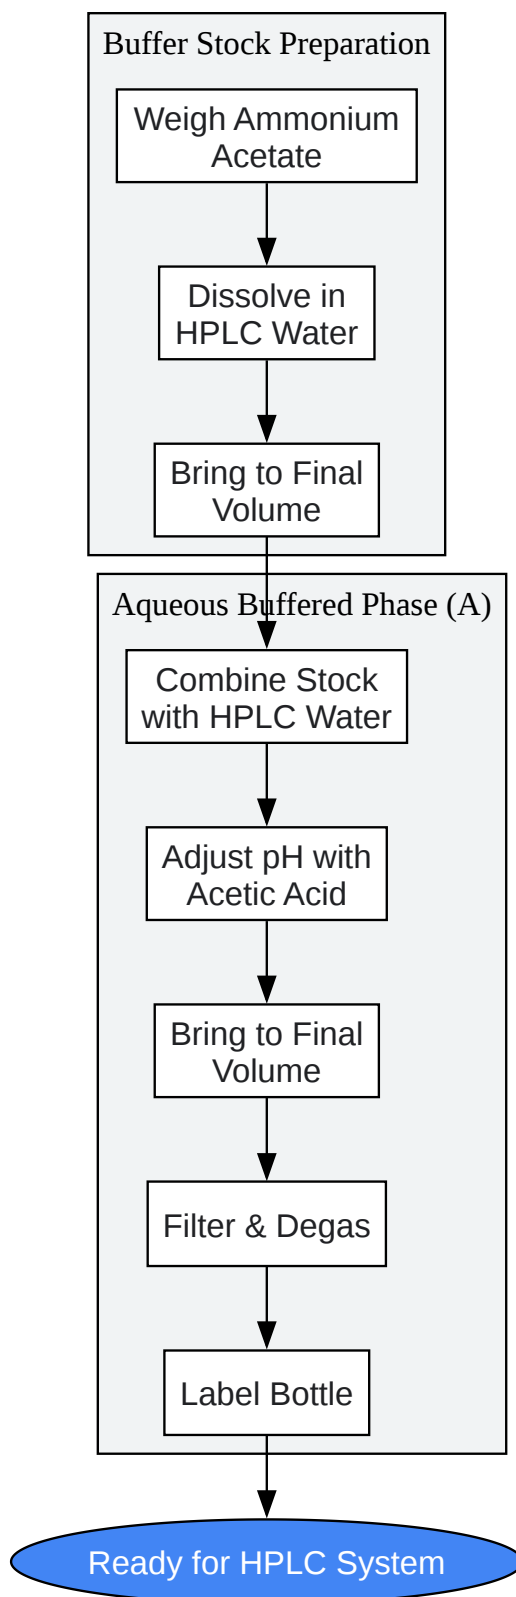 Buffer Stock Preparation
Weigh Ammonium
Acetate
Dissolve in
HPLC Water
Bring to Final
Volume
Aqueous Buffered Phase (A)
Combine Stock
with HPLC Water
Adjust pH with
Acetic Acid
Bring to Final
Volume
Filter & Degas
Label Bottle
Ready for HPLC System